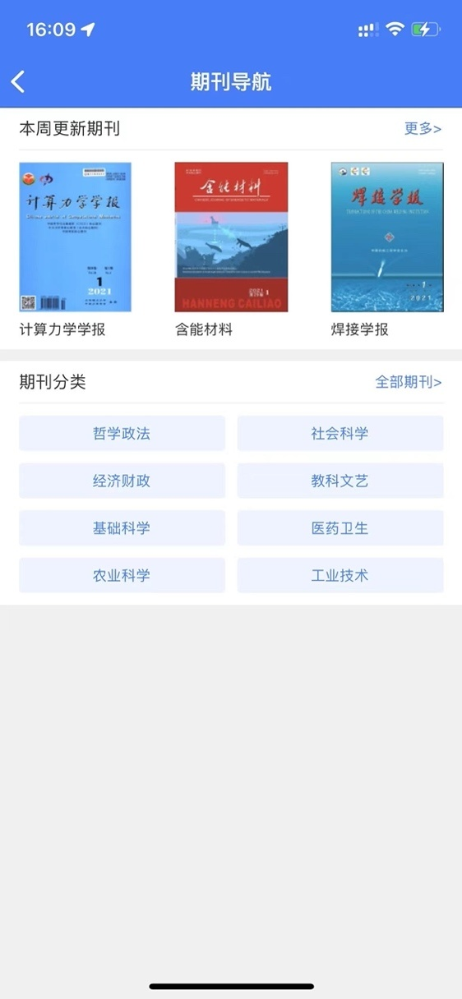 16:09
期刊导航
本周更新期刊
更多>
计算力学学报
1
2021
含能材料
2021
1
HANNENG CAILIAO
焊接学报
1
2021
计算力学学报
含能材料
焊接学报
期刊分类
全部期刊>
哲学政法
社会科学
经济财政
教科文艺
基础科学
医药卫生
农业科学
工业技术